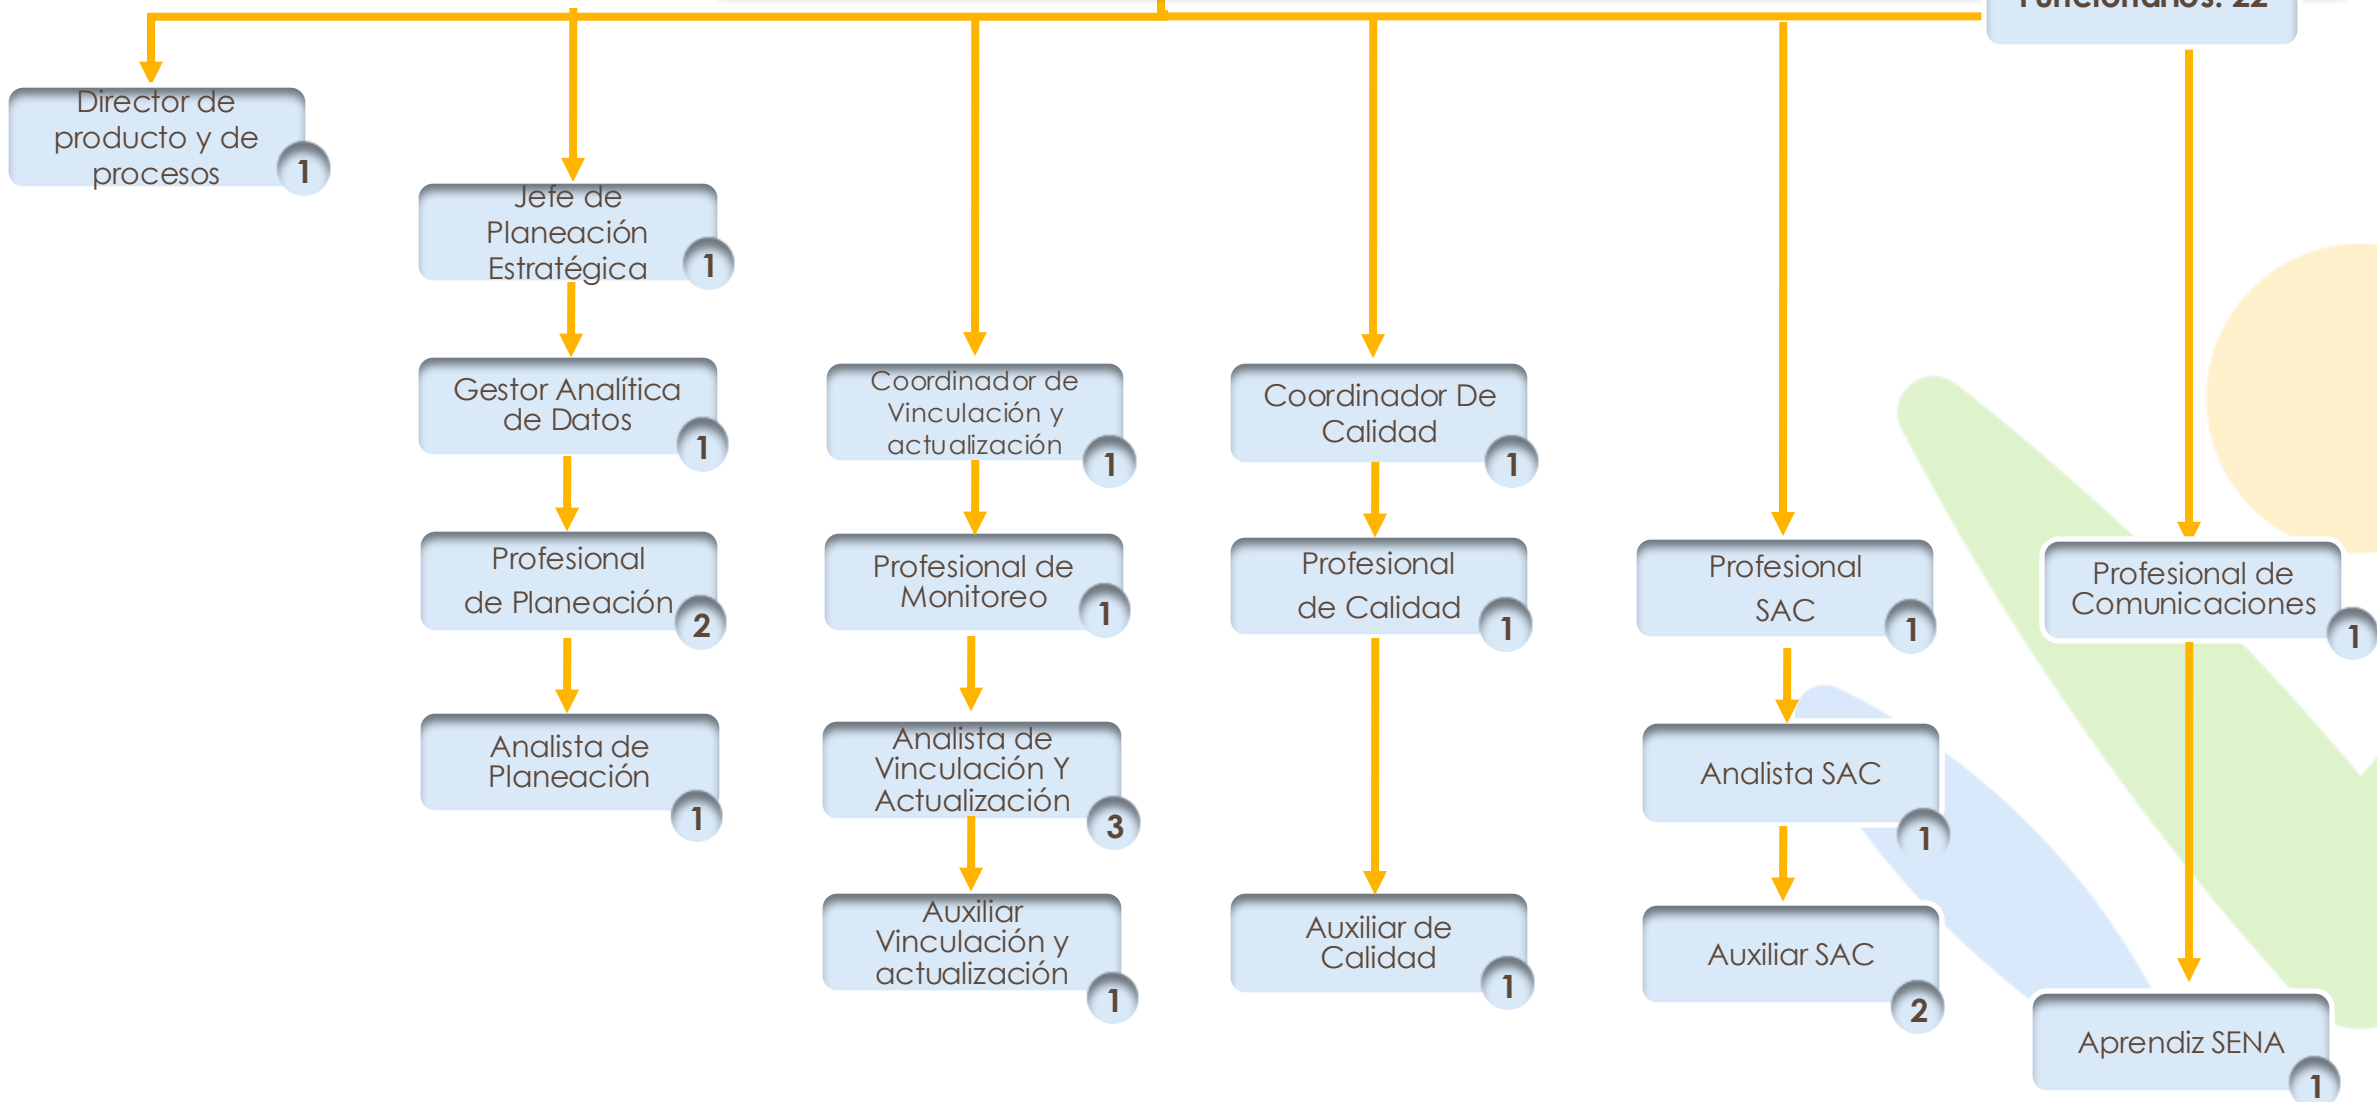 Funcionarios: 22
Director de
producto y de
procesos
1
Jefe de
Planeación
Estratégica
1
Gestor Analítica
de Datos
1
Coordinador de
Vinculación y
actualización
1
Coordinador De
Calidad
1
Profesional
de Planeación
2
Profesional de
Monitoreo
1
Profesional
de Calidad
1
Profesional
SAC
1
Profesional de
Comunicaciones
1
Analista de
Planeación
1
Analista de
Vinculación Y
Actualización
3
Analista SAC
1
Auxiliar
Vinculación y
actualización
1
Auxiliar de
Calidad
1
Auxiliar SAC
2
Aprendiz SENA
1